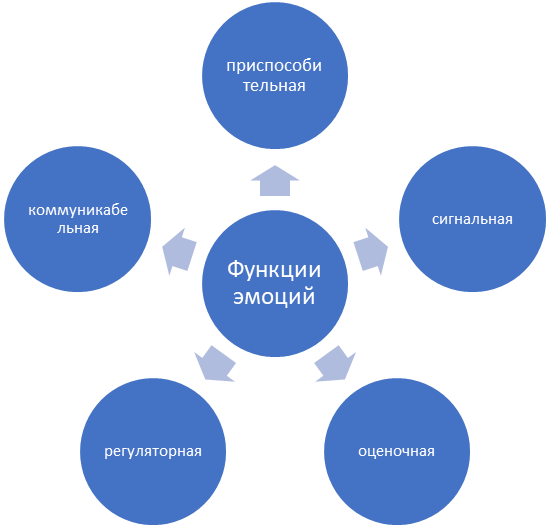 приспособи
тельная
коммуникабе
льная
сигнальная
Функции
эмоций
регуляторная
оценочная